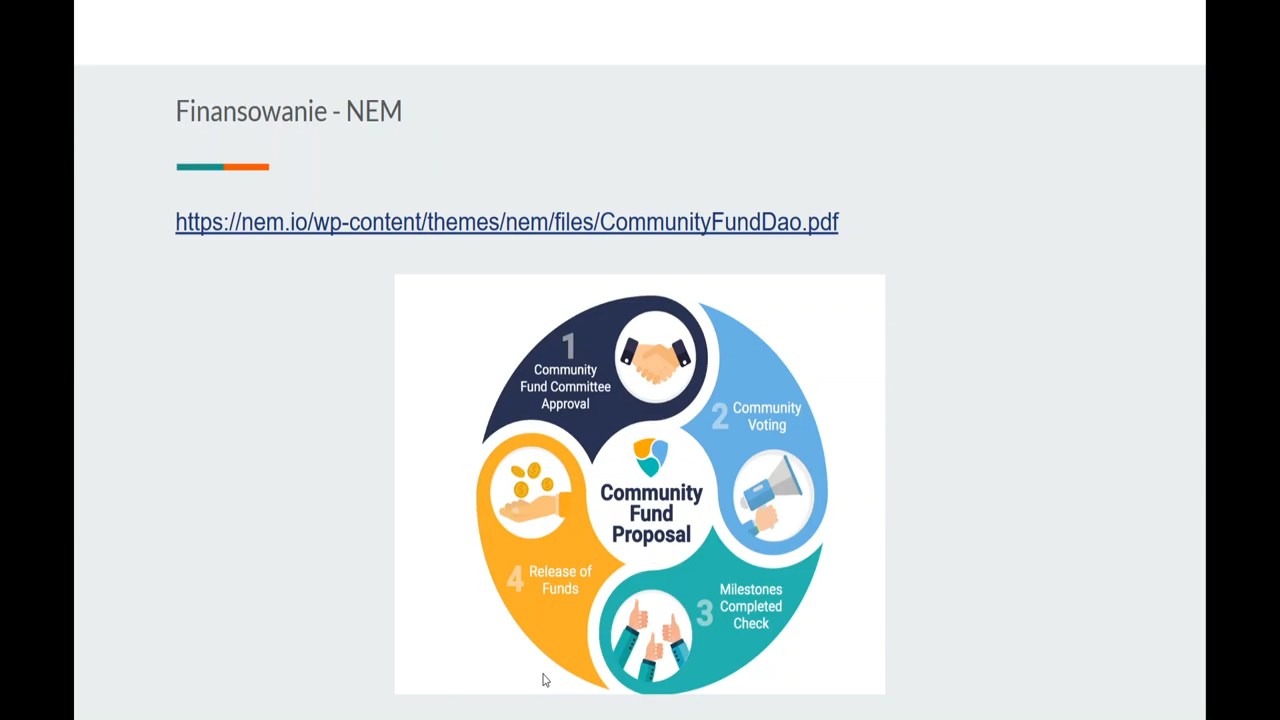 Finansowanie - NEM
https://nem.io/wp-content/themes/nem/files/CommunityFundDao.pdf
1
Community
Fund Committee
Approval
2
Community
Voting
Community
Fund
Proposal
3
Milestones
Completed
Check
4
Release of
Funds